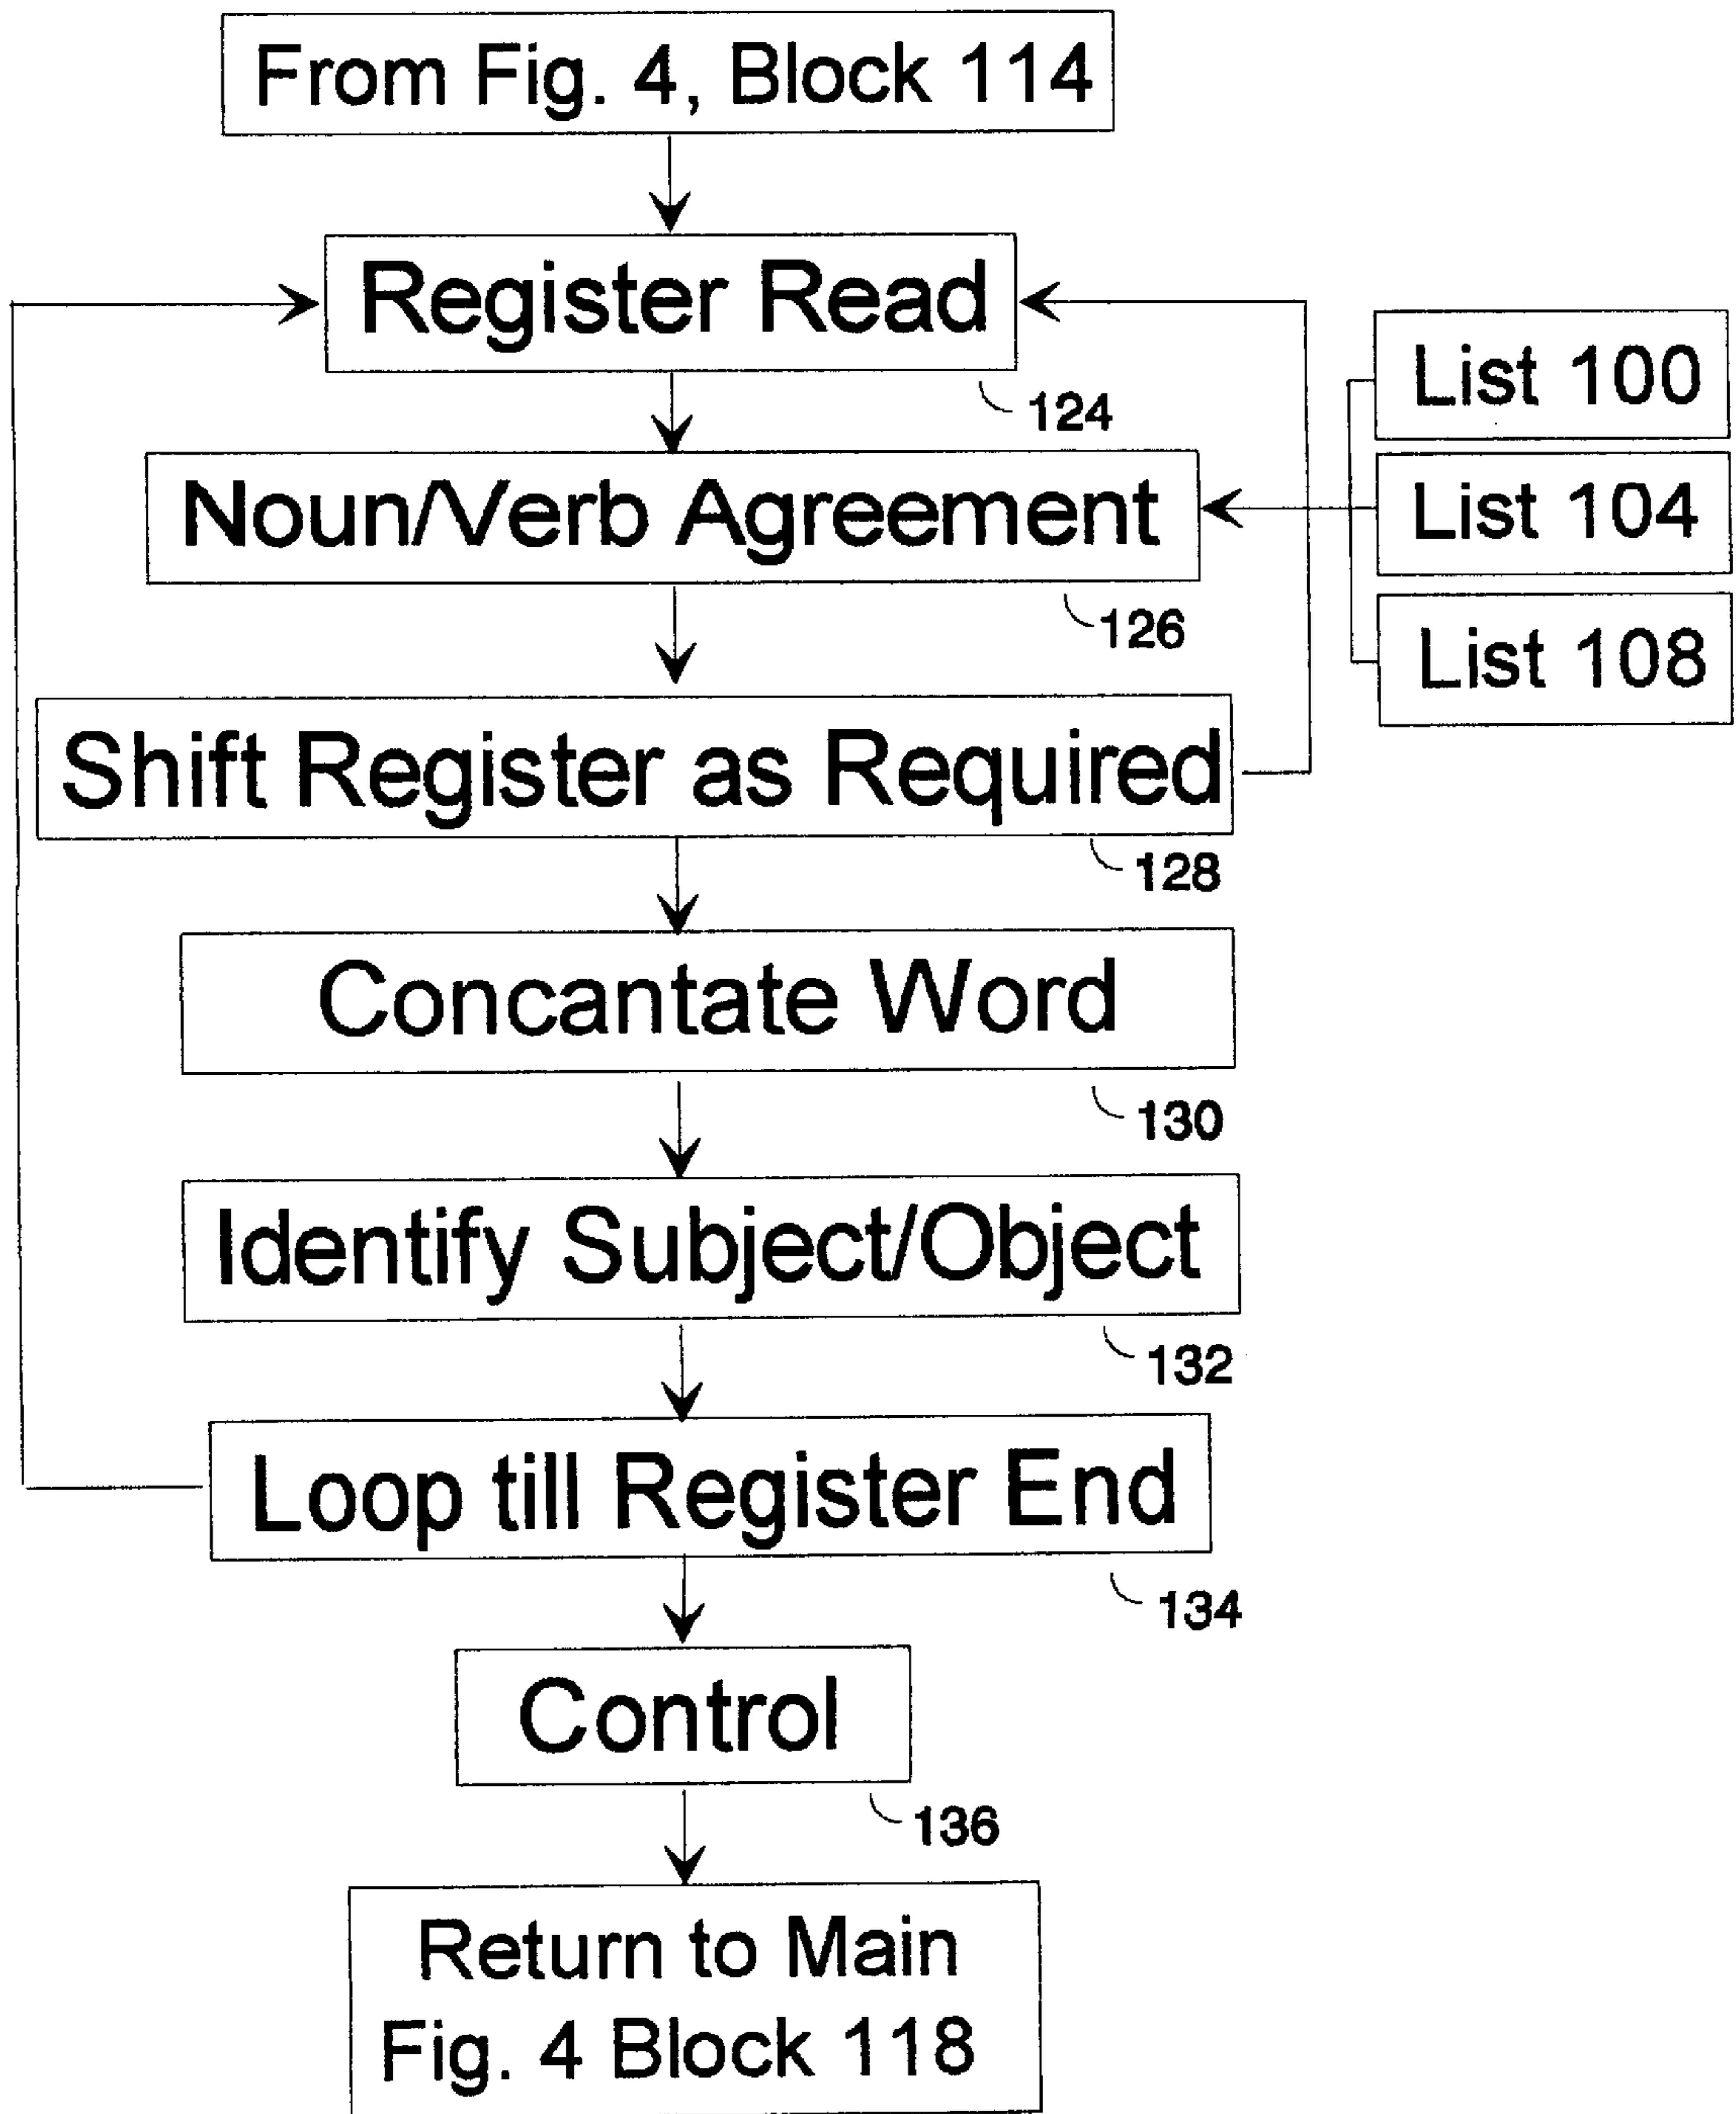 From Fig. 4, Block 114
Register Read
124
List 100
Noun/Verb Agreement
126
List 104
List 108
Shift Register as Required
128
Concantate Word
130
Identify Subject/Object
132
Loop till Register End
134
Control
136
Return to Main
Fig. 4 Block 118